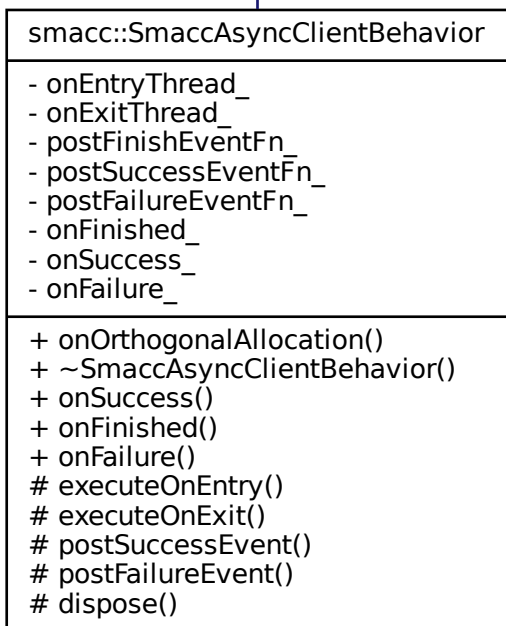 smacc::SmaccAsyncClientBehavior
- onEntryThread_
- onExitThread_
- postFinishEventFn_
- postSuccessEventFn_
- postFailureEventFn_
- onFinished_
- onSuccess_
- onFailure_
+ onOrthogonalAllocation()
+ ~SmaccAsyncClientBehavior()
+ onSuccess()
+ onFinished()
+ onFailure()
# executeOnEntry()
# executeOnExit()
# postSuccessEvent()
# postFailureEvent()
# dispose()